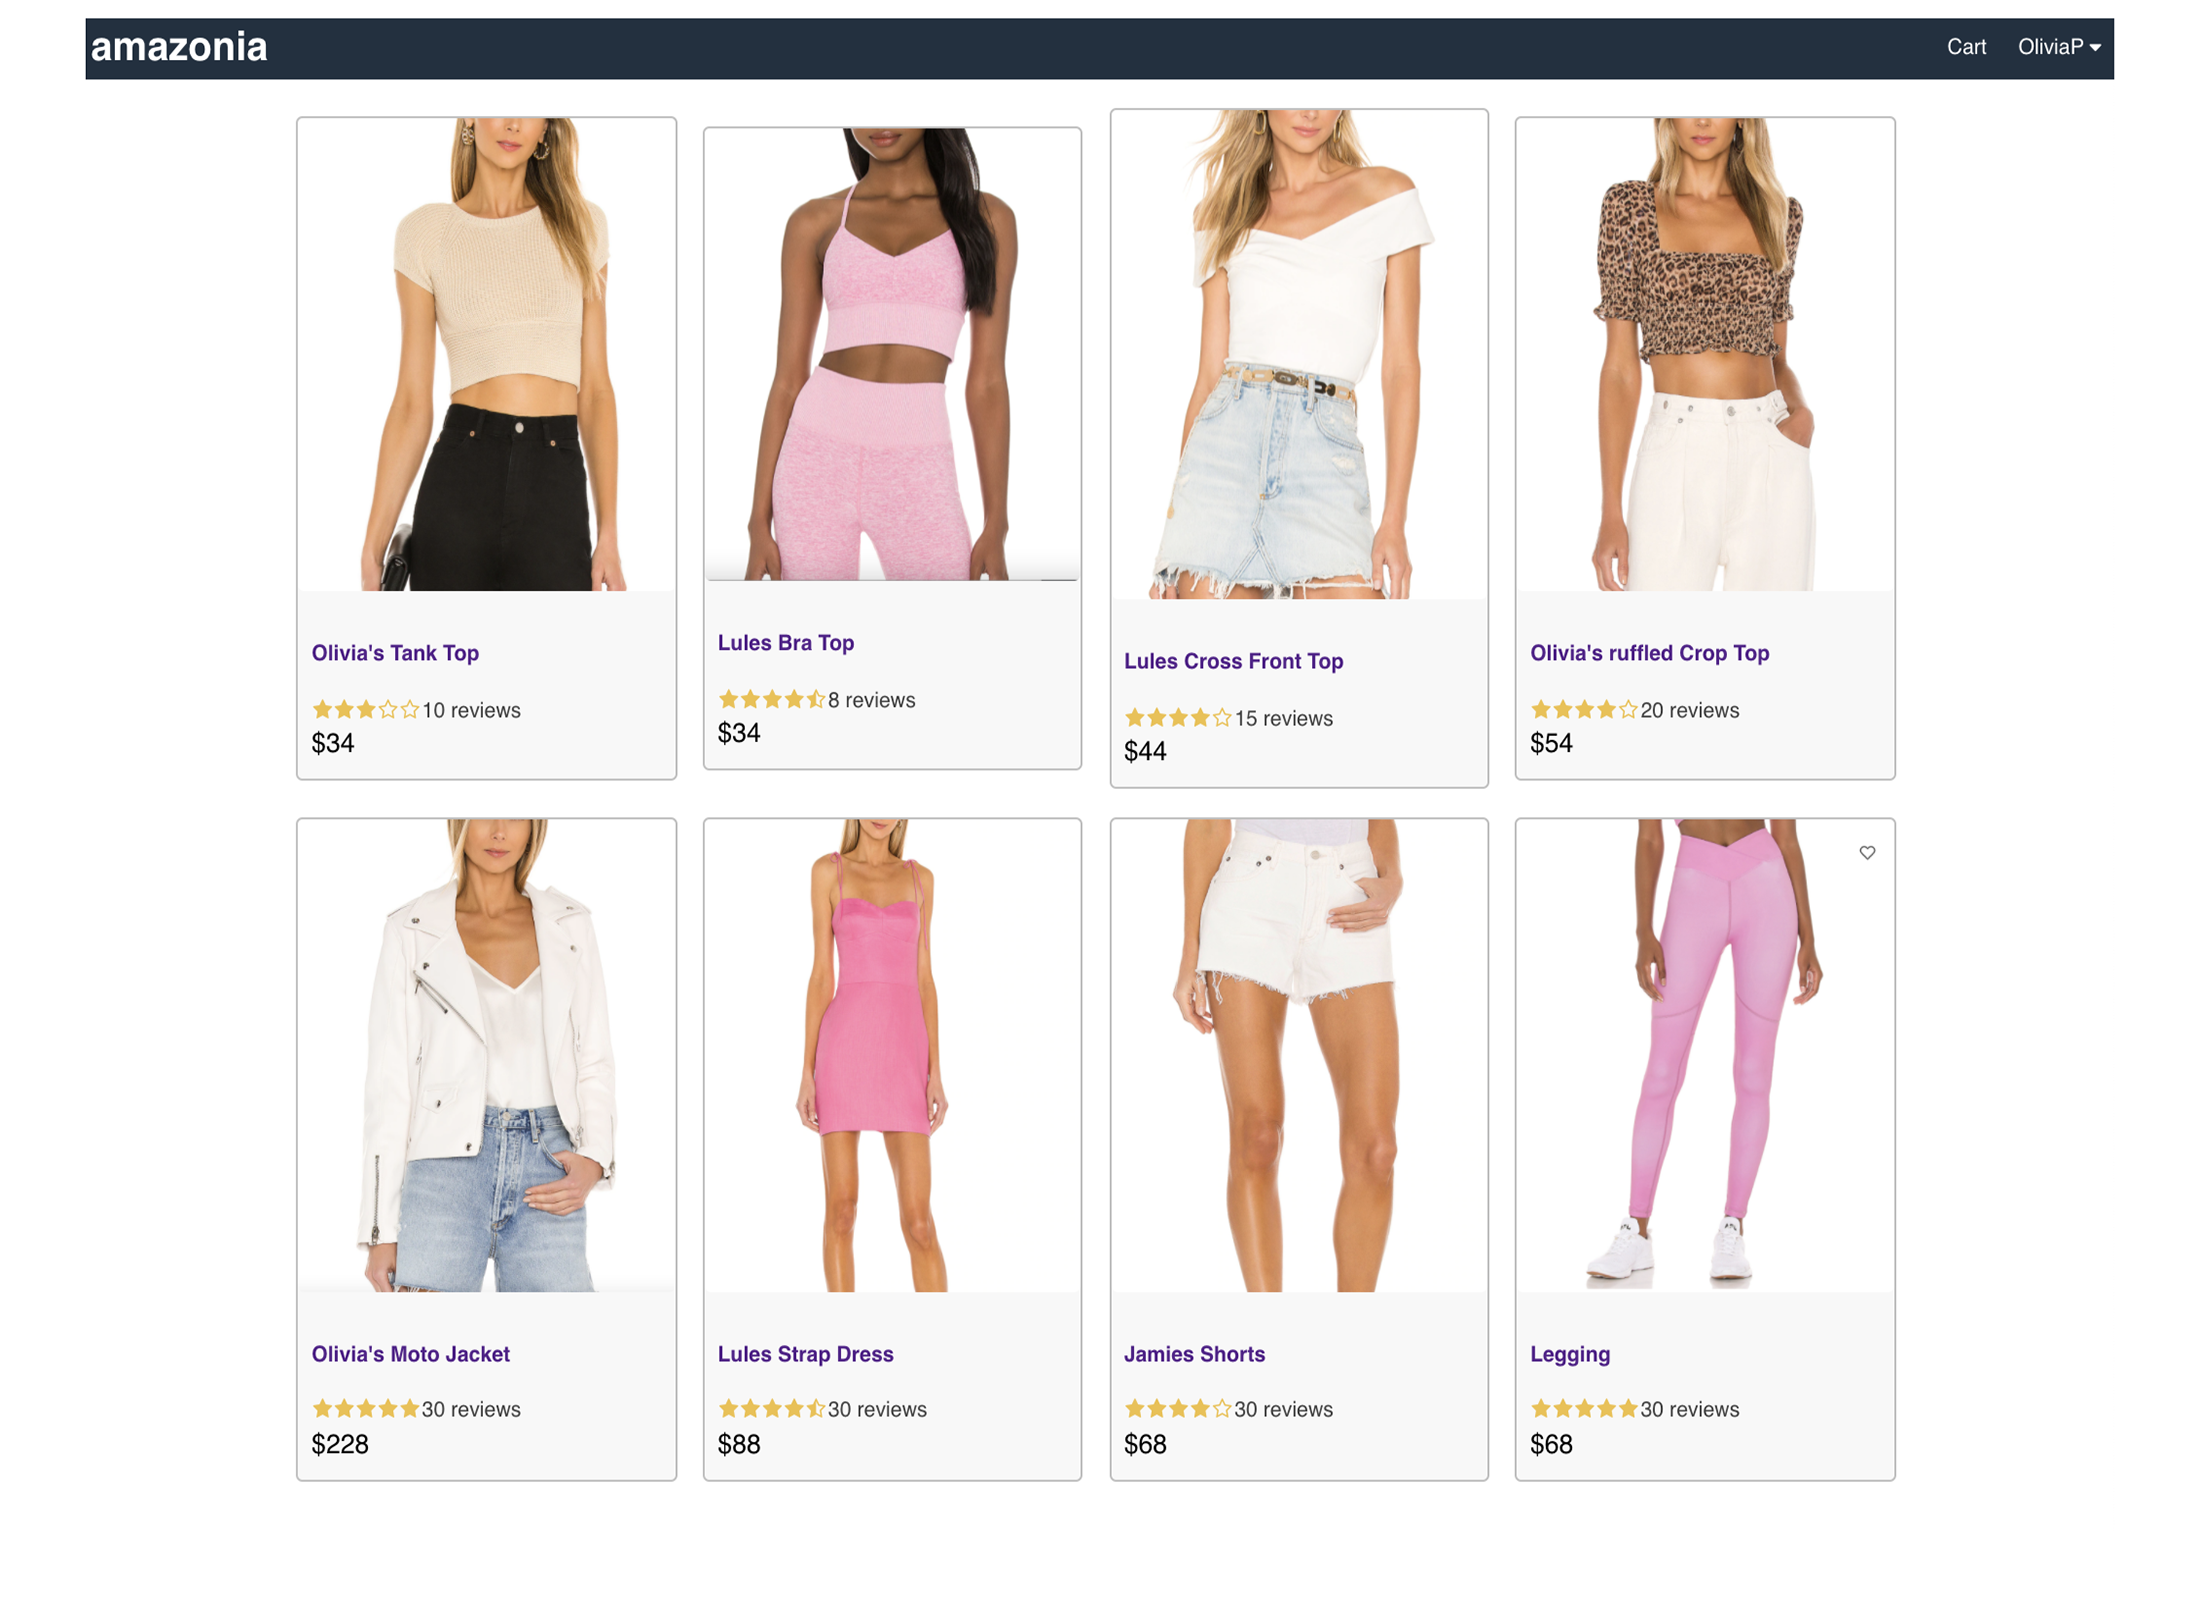 amazonia
Cart OliviaP
Olivia's Tank Top
10 reviews
$34
Lules Bra Top
8 reviews
$34
Lules Cross Front Top
15 reviews
$44
Olivia's ruffled Crop Top
20 reviews
$54
Olivia's Moto Jacket
30 reviews
$228
Lules Strap Dress
30 reviews
$88
Jamies Shorts
30 reviews
$68
Legging
30 reviews
$68